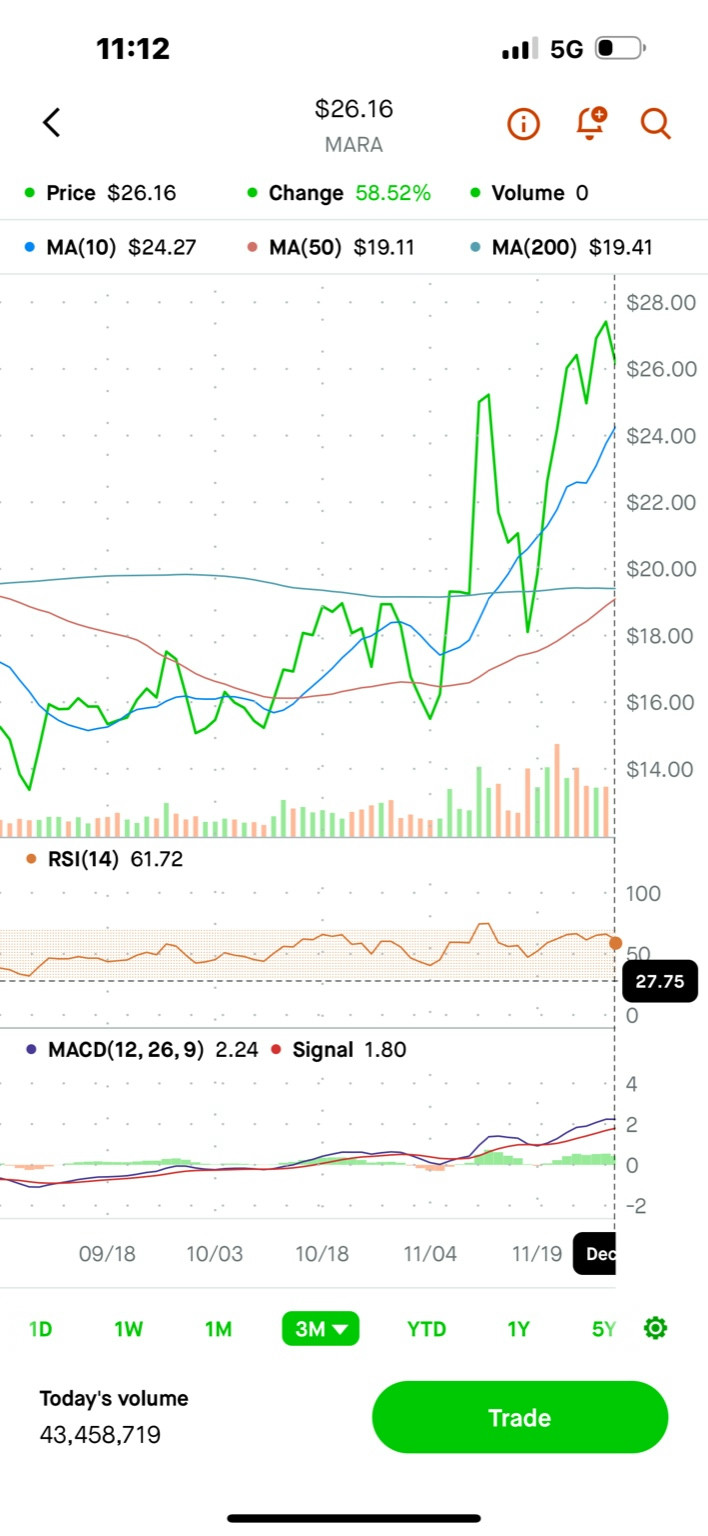 11:12 5G
$26.16
MARA
Price $26.16 Change 58.52% Volume 0
MA(10) $24.27 MA(50) $19.11 MA(200) $19.41
$28.00
$26.00
$24.00
$22.00
$20.00
$18.00
$16.00
$14.00
RSI(14) 61.72
100
50
27.75
0
MACD(12, 26, 9) 2.24 Signal 1.80
4
2
0
-2
09/18 10/03 10/18 11/04 11/19 Dec
1D 1W 1M 3M YTD 1Y 5Y
Today's volume
43,458,719
Trade